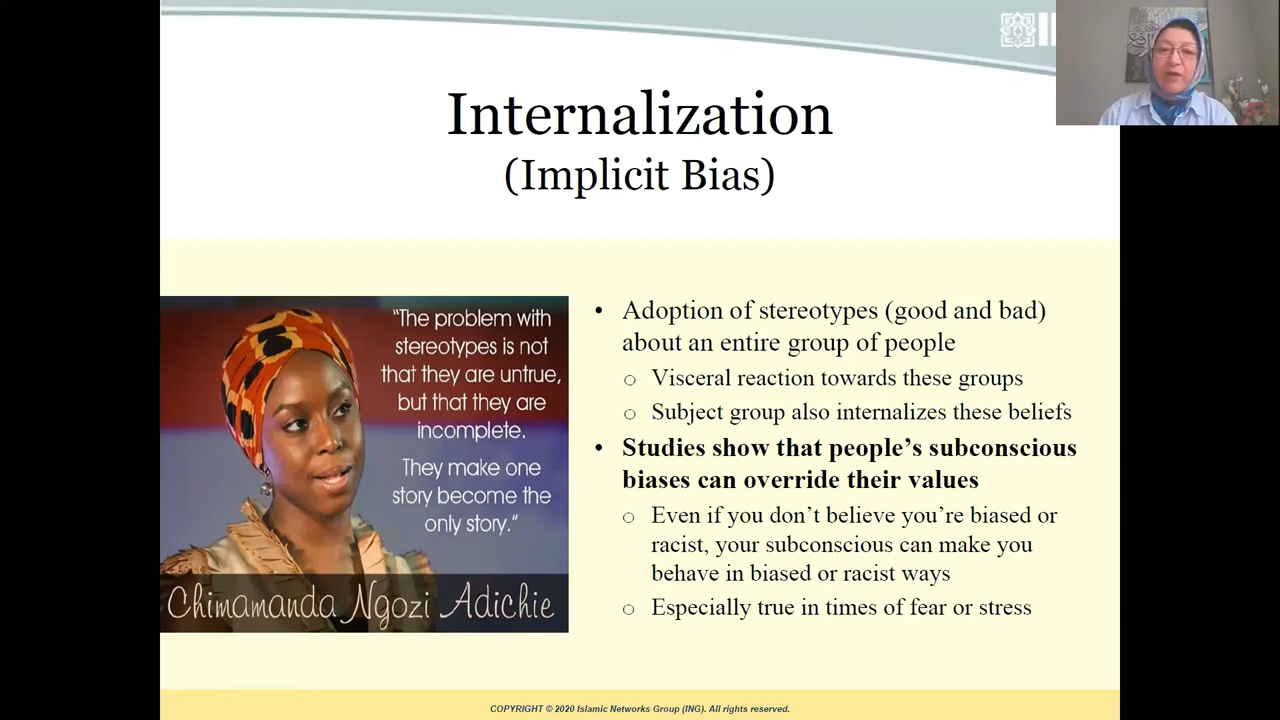 Internalization
(Implicit Bias)
“The problem with
stereotypes is not
that they are untrue,
but that they are
incomplete.
They make one
story become the
only story.“
Chimamanda Ngozi Adichie
• Adoption of stereotypes (good and bad)
about an entire group of people
○ Visceral reaction towards these groups
○ Subject group also internalizes these beliefs
• Studies show that people’s subconscious
biases can override their values
○ Even if you don’t believe you’re biased or
racist, your subconscious can make you
behave in biased or racist ways
○ Especially true in times of fear or stress
COPYRIGHT © 2020 Islamic Networks Group (ING). All rights reserved.